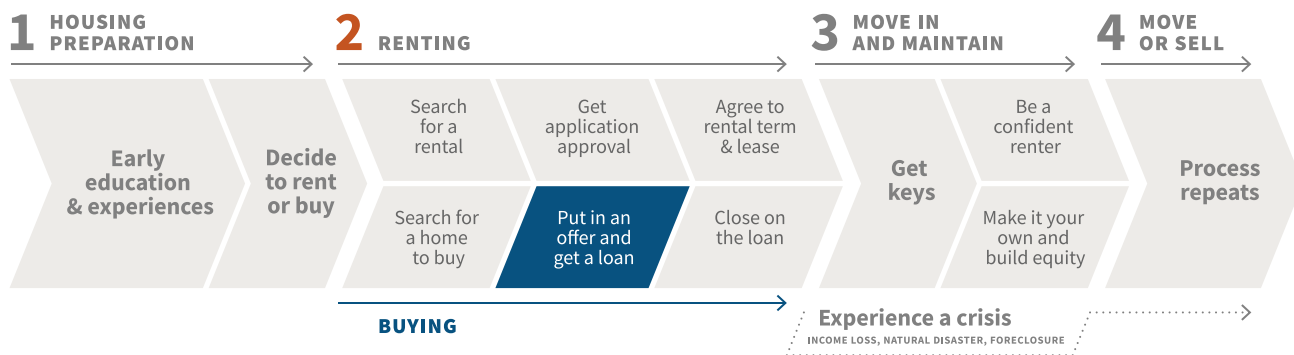 1 HOUSING
PREPARATION
2 RENTING
3 MOVE IN
AND MAINTAIN
4 MOVE
OR SELL
Early
education
& experiences
Decide
to rent
or buy
Search
for a
rental
Get
application
approval
Agree to
rental term
& lease
Search for
a home
to buy
Put in an
offer and
get a loan
Close on
the loan
Get
keys
Be a
confident
renter
Make it your
own and
build equity
Process
repeats
BUYING
Experience a crisis
INCOME LOSS, NATURAL DISASTER, FORECLOSURE